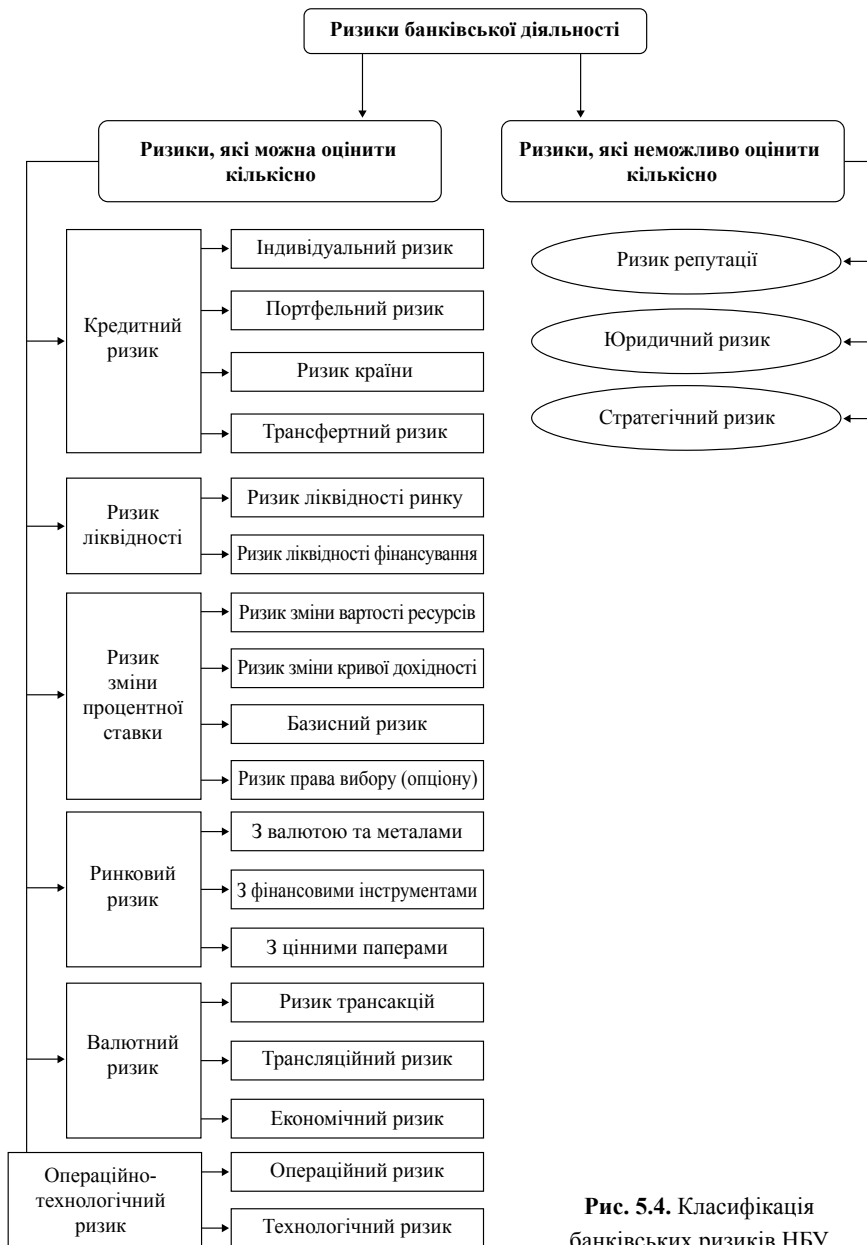 Ризики банківської діяльності
Ризики, які можна оцінити
кількісно
Ризики, які неможливо оцінити
кількісно
Кредитний
ризик
Індивідуальний ризик
Портфельний ризик
Ризик країни
Трансфертний ризик
Ризик репутації
Юридичний ризик
Стратегічний ризик
Ризик
ліквідності
Ризик ліквідності ринку
Ризик ліквідності фінансування
Ризик
зміни
процентної
ставки
Ризик зміни вартості ресурсів
Ризик зміни кривої дохідності
Базисний ризик
Ризик права вибору (опціону)
Ринковий
ризик
З валютою та металами
З фінансовими інструментами
З цінними паперами
Валютний
ризик
Ризик трансакцій
Трансляційний ризик
Економічний ризик
Операційно-
технологічний
ризик
Операційний ризик
Технологічний ризик
Рис. 5.4. Класифікація
банківських ризиків НБУ